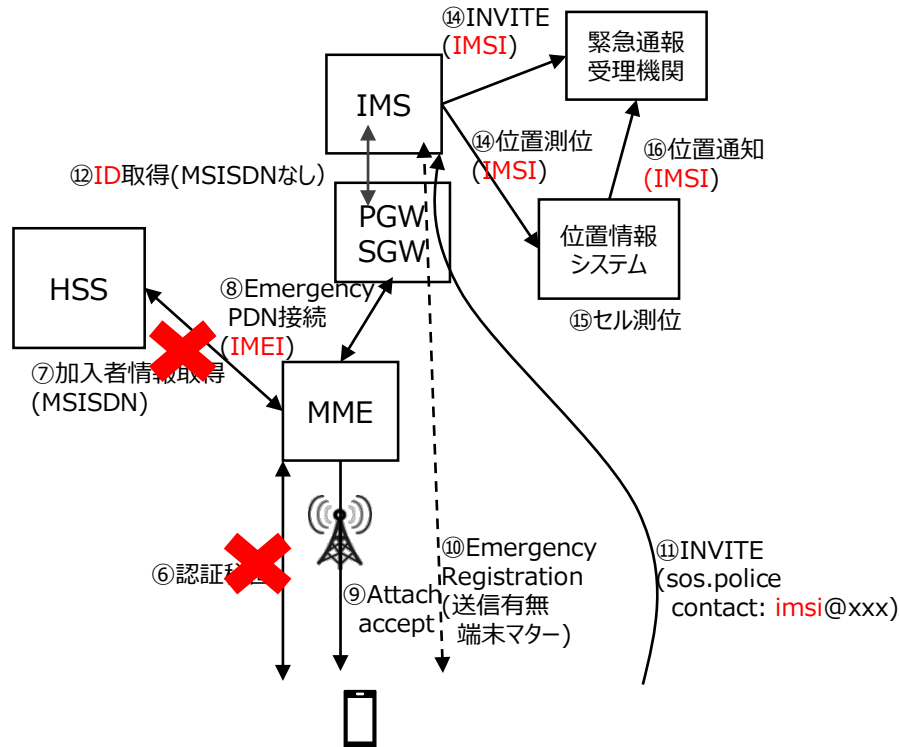 ⑭INVITE
(IMSI)
緊急通報
受理機関
IMS
⑭位置測位
(IMSI)
⑯位置通知
(IMSI)
⑫ID取得(MSISDNなし)
PGW
SGW
位置情報
システム
HSS
⑧Emergency
PDN接続
(IMEI)
⑮セル測位
⑦加入者情報取得
(MSISDN)
MME
⑥認証
⑩Emergency
Registration
(送信有無
端末マター)
⑪INVITE
(sos.police
contact: imsi@xxx)
⑨Attach
accept